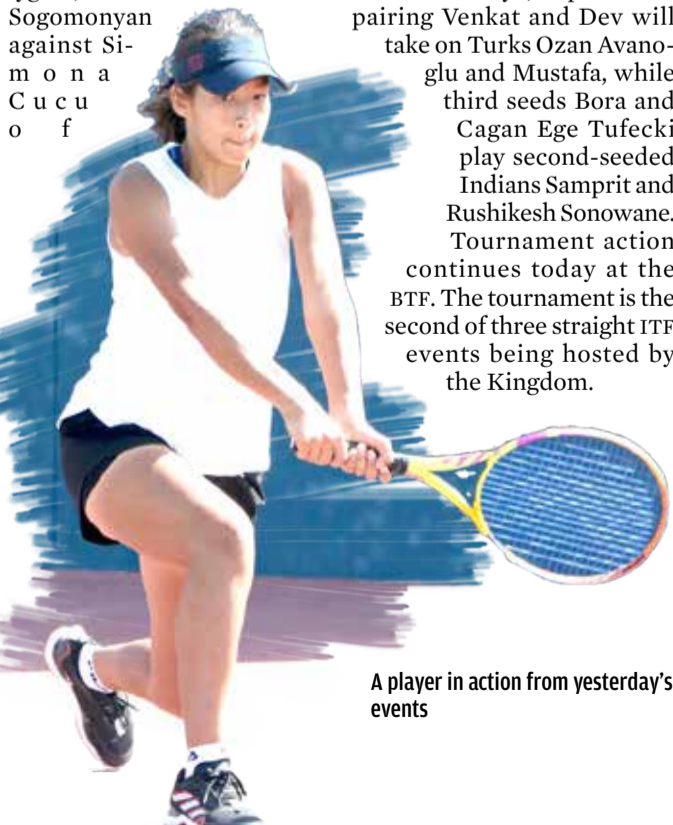 Sogomonyan
against Si-
mona
Cucu
of
pairing Venkat and Dev will
take on Turks Ozan Avano-
glu and Mustafa, while
third seeds Bora and
Cagan Ege Tufecki
play second-seeded
Indians Samprit and
Rushikesh Sonowane.
Tournament action
continues today at the
BTF. The tournament is the
second of three straight ITF
events being hosted by
the Kingdom.
A player in action from yesterday's
events